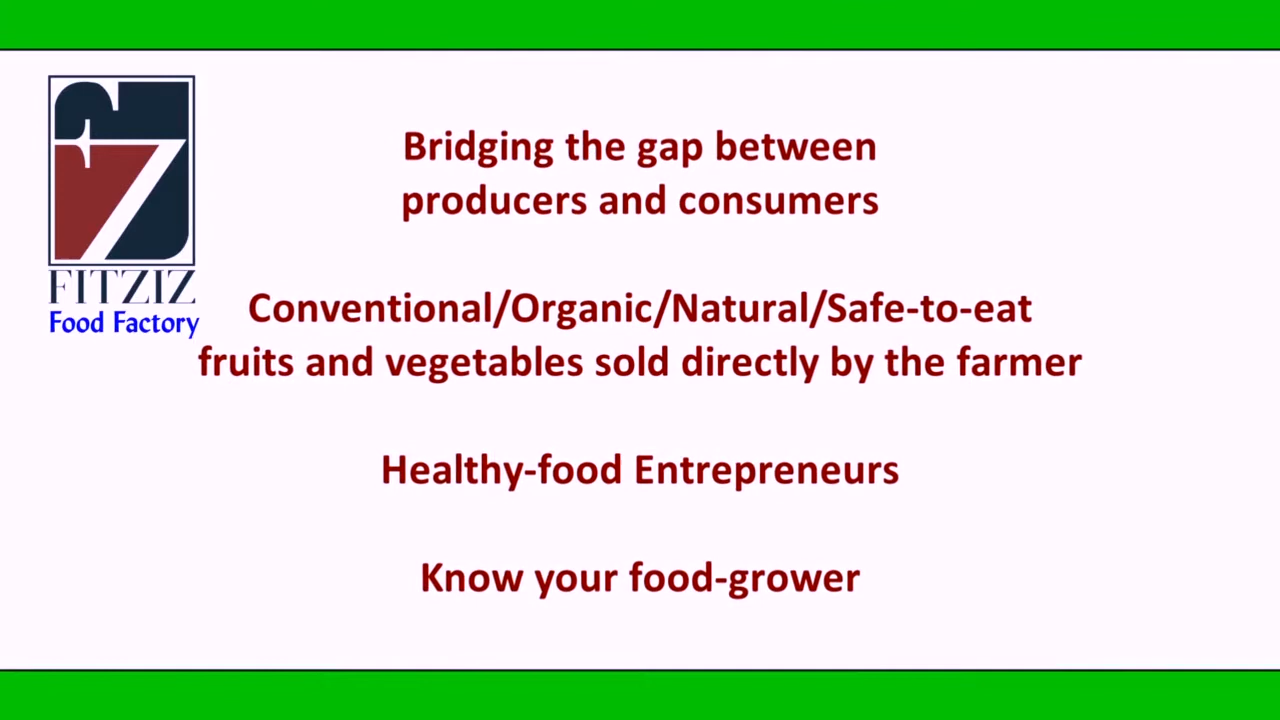 FITZIZ
Food Factory
Bridging the gap between
producers and consumers
Conventional/Organic/Natural/Safe-to-eat
fruits and vegetables sold directly by the farmer
Healthy-food Entrepreneurs
Know your food-grower